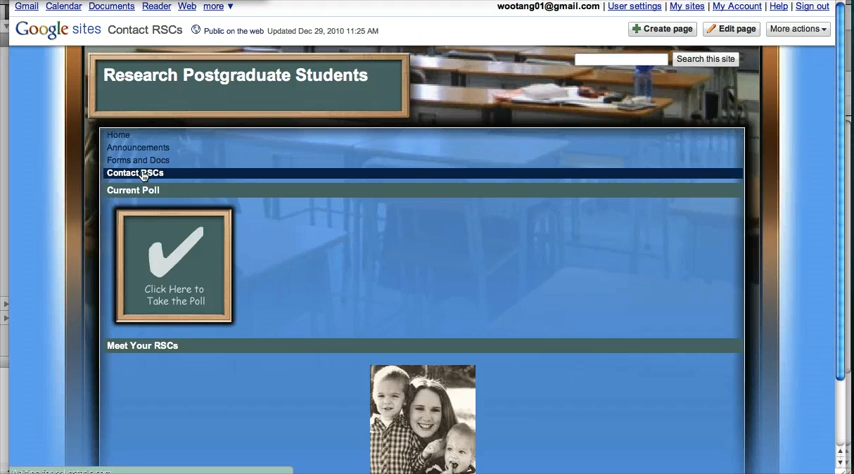 Gmail Calendar Documents Reader Web more ▼
wootang01@gmail.com | User settings | My sites | My Account | Help | Sign out
Google sites Contact RSCs Public on the web Updated Dec 29, 2010 11:25 AM
Create page Edit page More actions
Search this site
Research Postgraduate Students
Home
Announcements
Forms and Docs
Contact RSCs
Current Poll
Click Here to
Take the Poll
Meet Your RSCs